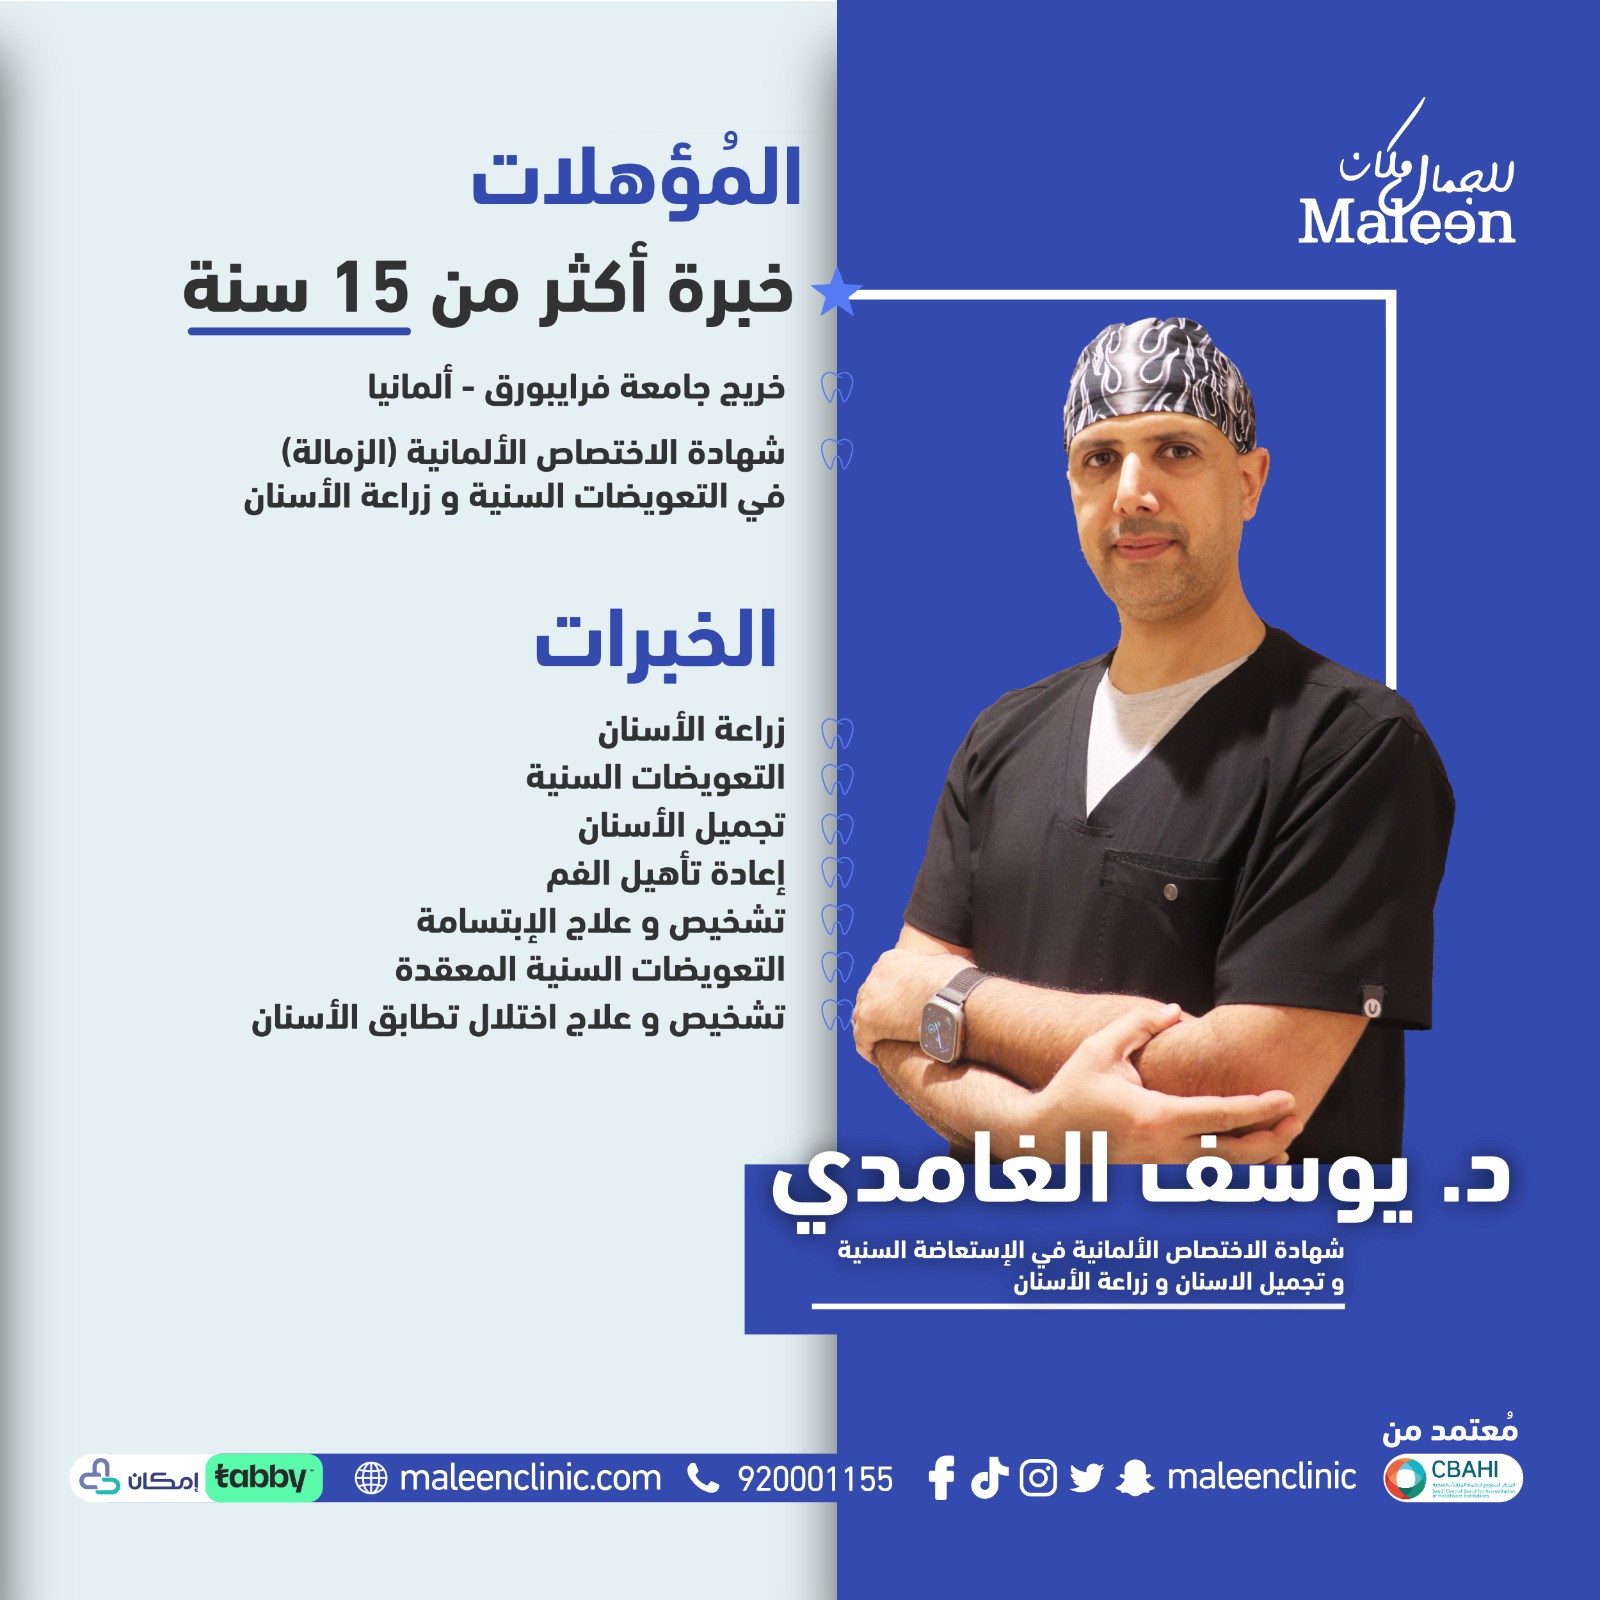 للجمال مكان
Maleen
المُؤهلات
خبرة أكثر من 15 سنة
خريج جامعة فرايبورق - ألمانيا
شهادة الاختصاص الألمانية (الزمالة)
في التعويضات السنية و زراعة الأسنان
الخبرات
زراعة الأسنان
التعويضات السنية
تجميل الأسنان
إعادة تأهيل الفم
تشخيص و علاج الإبتسامة
التعويضات السنية المعقدة
تشخيص و علاج اختلال تطابق الأسنان
د. يوسف الغامدي
شهادة الاختصاص الألمانية في الإستعاضة السنية
و تجميل الاسنان و زراعة الأسنان
مُعتمد من
CBAHI
maleenclinic
920001155
maleenclinic.com
tabby
إمكان